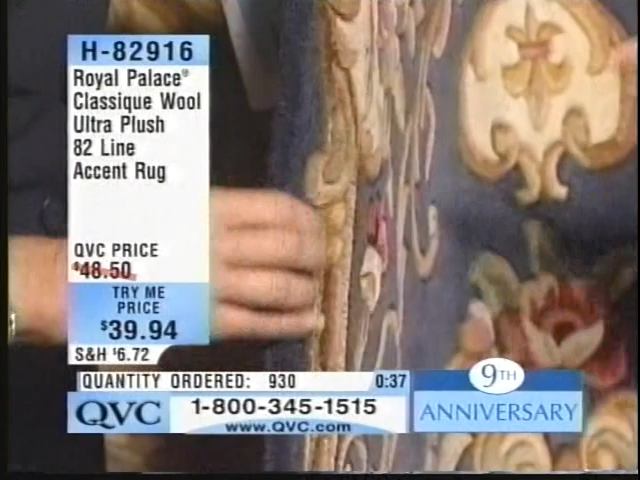 H-82916
Royal Palace®
Classique Wool
Ultra Plush
82 Line
Accent Rug
QVC PRICE
$48.50
TRY ME
PRICE
$39.94
S&H $6.72
QUANTITY ORDERED: 930 0:37
QVC 1-800-345-1515
www.QVC.com
9TH
ANNIVERSARY